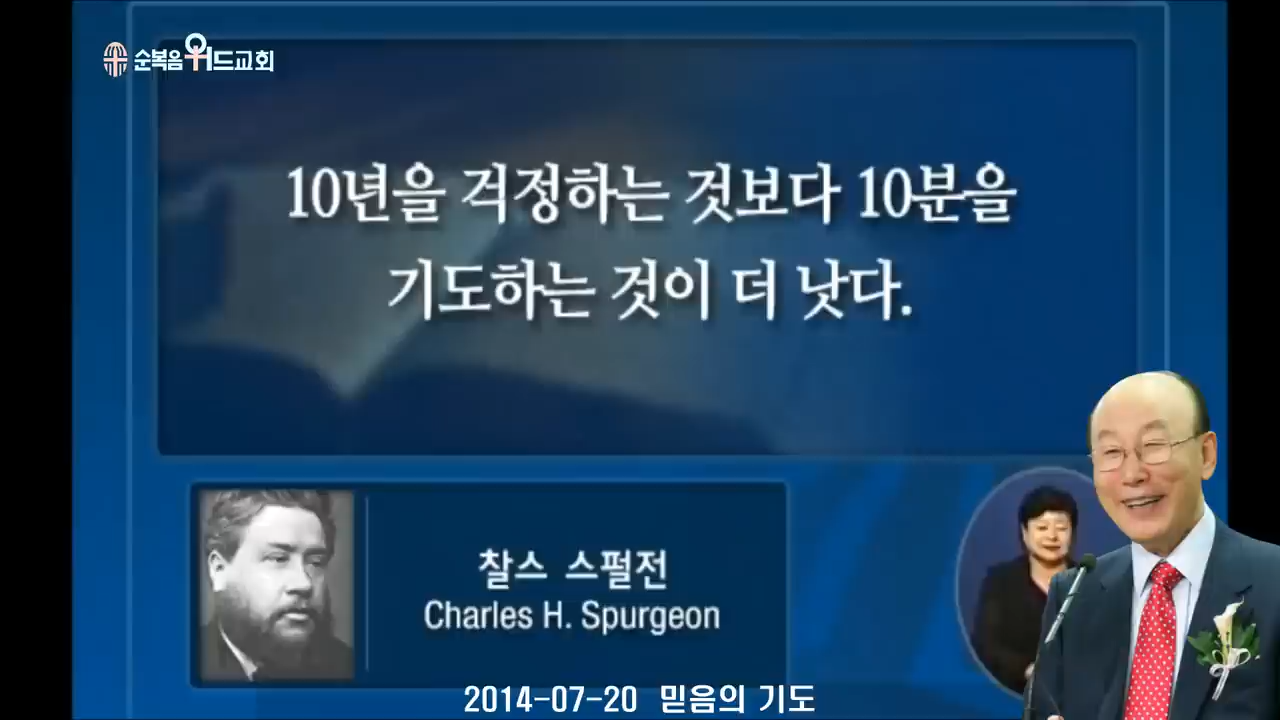 순복음위드교회
10년을 걱정하는 것보다 10분을
기도하는 것이 더 낫다.
찰스 스펄전
Charles H. Spurgeon
2014-07-20 믿음의 기도